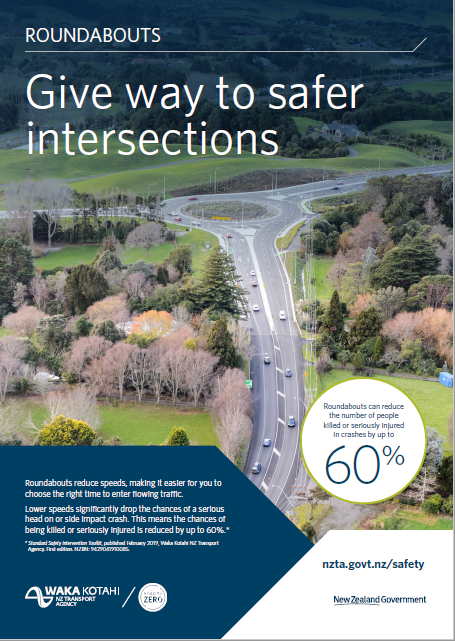 ROUNDABOUTS
Give way to safer
intersections
Roundabouts can reduce
the number of people
killed or seriously injured
in crashes by up to
60%
Roundabouts reduce speeds, making it easier for you to
choose the right time to enter flowing traffic.
Lower speeds significantly drop the chances of a serious
head on or side impact crash. This means the chances of
being killed or seriously injured is reduced by up to 60%.*
* Standard Safety Intervention Toolkit, published February 2019, Waka Kotahi NZ Transport
Agency. First edition. NZBN: 9429041910085.
WAKA KOTAHI
NZ TRANSPORT
AGENCY
ZERO
nzta.govt.nz/safety
New Zealand Government